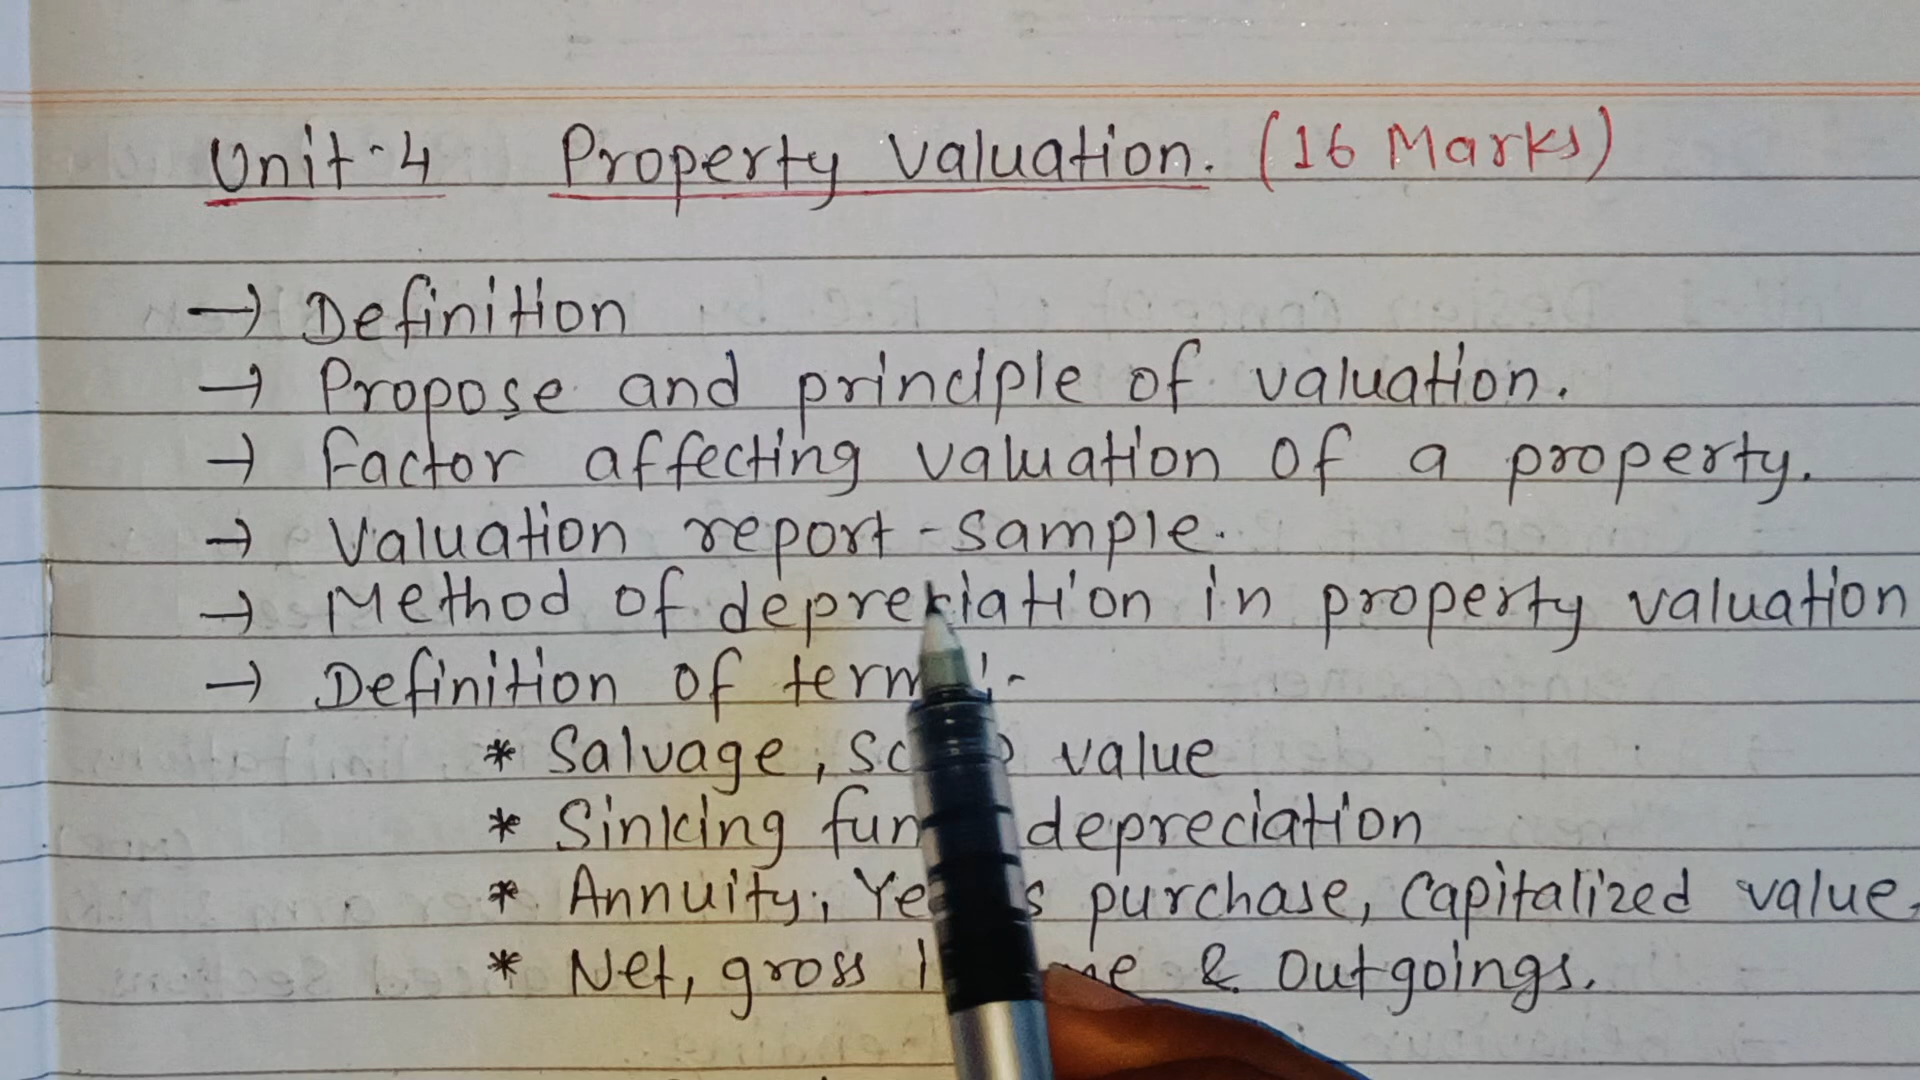 Unit-4 Property Valuation. (16 Marks)
→ Definition
→ Propose and principle of valuation.
→ Factor affecting valuation of a property.
→ Valuation report - sample.
→ Method of depreciation in property valuation
→ Definition of term :-
* Salvage, value
* Sinking depreciation
* Annuity, purchase, Capitalized value.
* Net, gross & Outgoings.